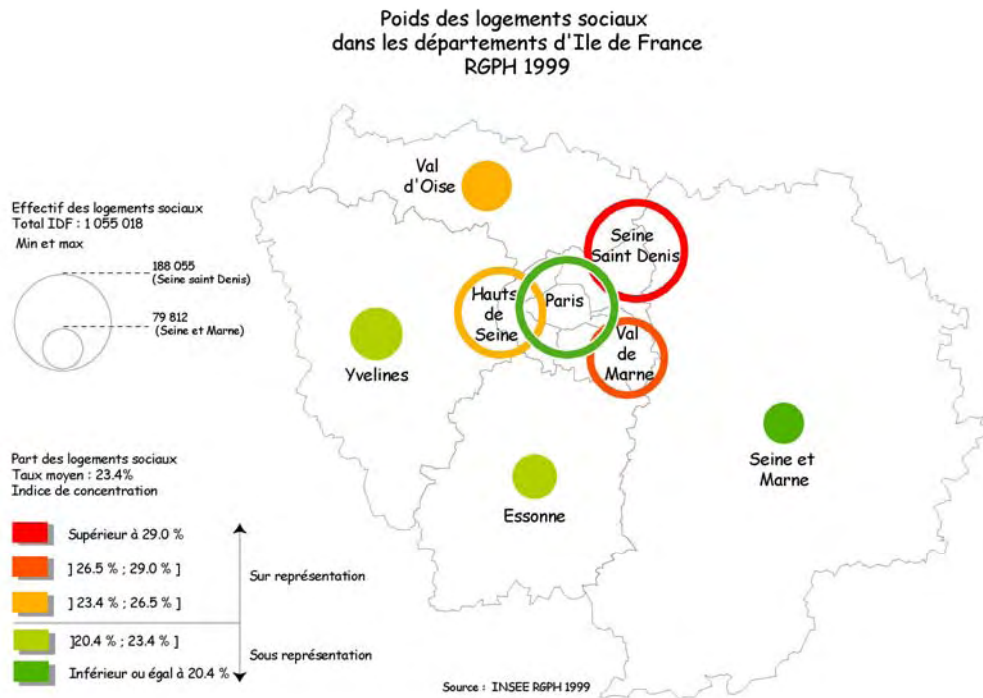 Poids des logements sociaux
dans les départements d'Ile de France
RGPH 1999
Val
d'Oise
Effectif des logements sociaux
Total IDF : 1 055 018
Min et max
188 055
(Seine saint Denis)
79 812
(Seine et Marne)
Seine
Saint Denis
Hauts
de
Seine
Paris
Val
de
Marne
Yvelines
Essonne
Seine et
Marne
Part des logements sociaux
Taux moyen : 23.4%
Indice de concentration
Supérieur à 29.0 %
] 26.5 % ; 29.0 % ]
] 23.4 % ; 26.5 % ]
]20.4 % ; 23.4 % ]
Inférieur ou égal à 20.4 %
Sur représentation
Sous représentation
Source : INSEE RGPH 1999